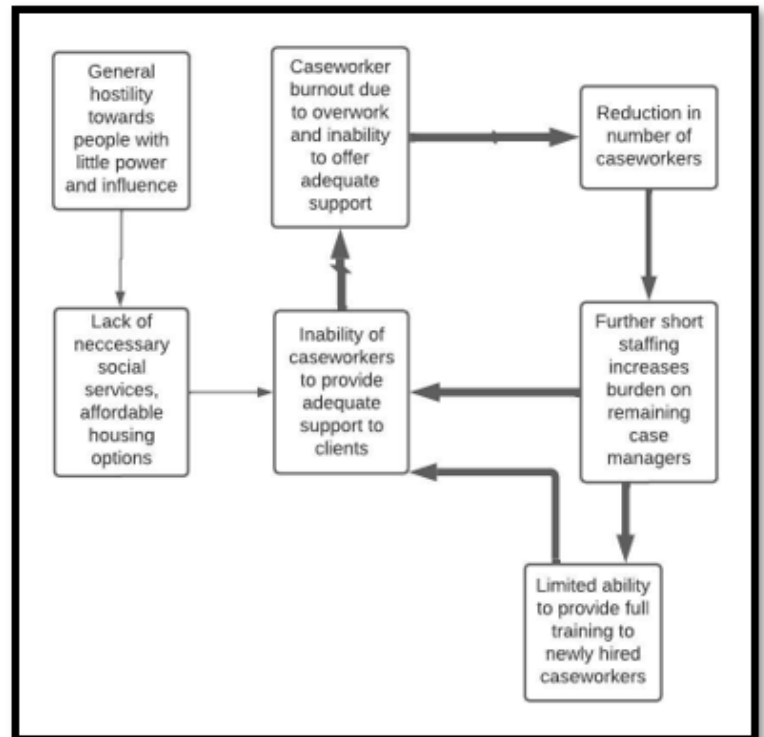 General
hostility
towards
people with
little power
and influence
Caseworker
burnout due
to overwork
and inability
to offer
adequate
support
Reduction in
number of
caseworkers
Lack of
neccessary
social
services,
affordable
housing
options
Inability of
caseworkers
to provide
adequate
support to
clients
Further short
staffing
increases
burden on
remaining
case
managers
Limited ability
to provide full
training to
newly hired
caseworkers